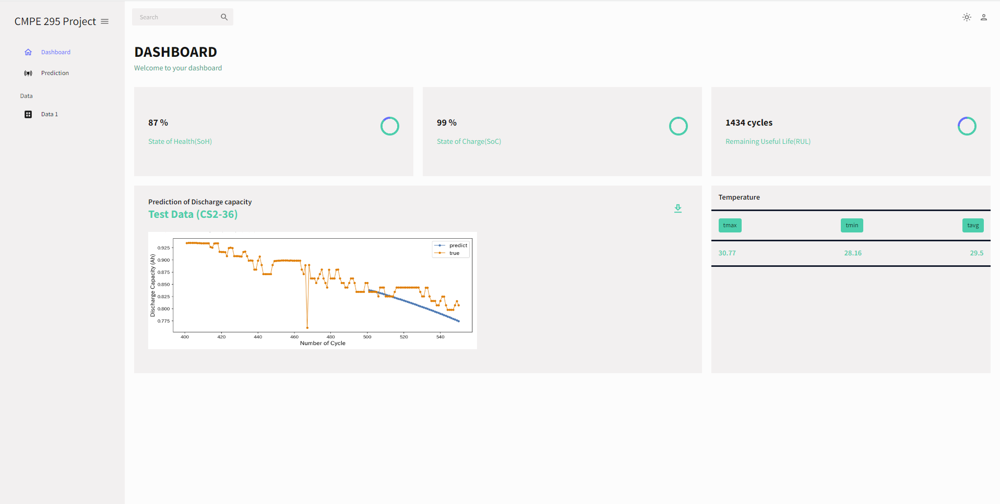 CMPE 295 Project
Dashboard
Prediction
Data
Data 1
Search
DASHBOARD
Welcome to your dashboard
87 %
State of Health(SoH)
99 %
State of Charge(SoC)
1434 cycles
Remaining Useful Life(RUL)
Prediction of Discharge capacity
Test Data (CS2-36)
predict
true
0.925
0.900
0.875
0.850
0.825
0.800
0.775
Discharge Capacity (Ah)
400 420 440 460 480 500 520 540
Number of Cycle
Temperature
tmax tmin tavg
30.77 28.16 29.5